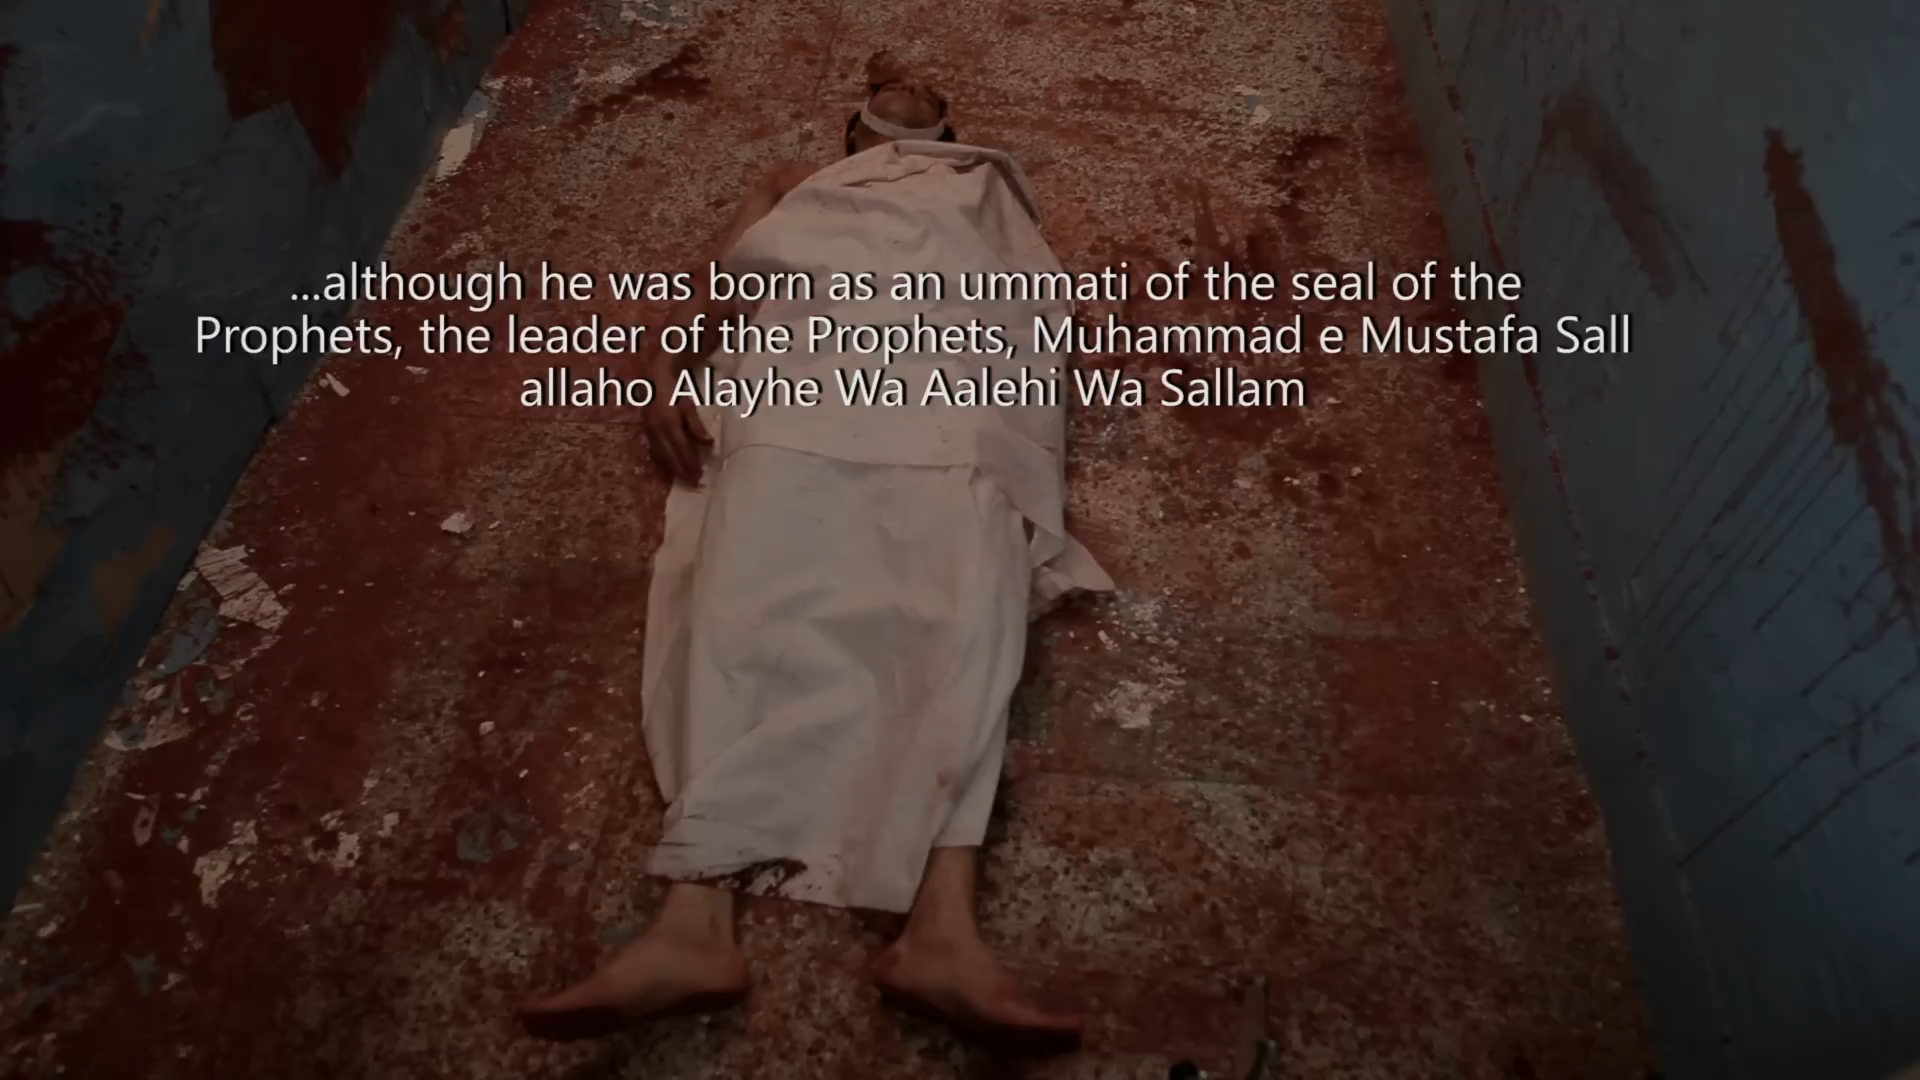 ...although he was born as an ummati of the seal of the
Prophets, the leader of the Prophets, Muhammad e Mustafa Sall
allaho Alayhe Wa Aalehi Wa Sallam